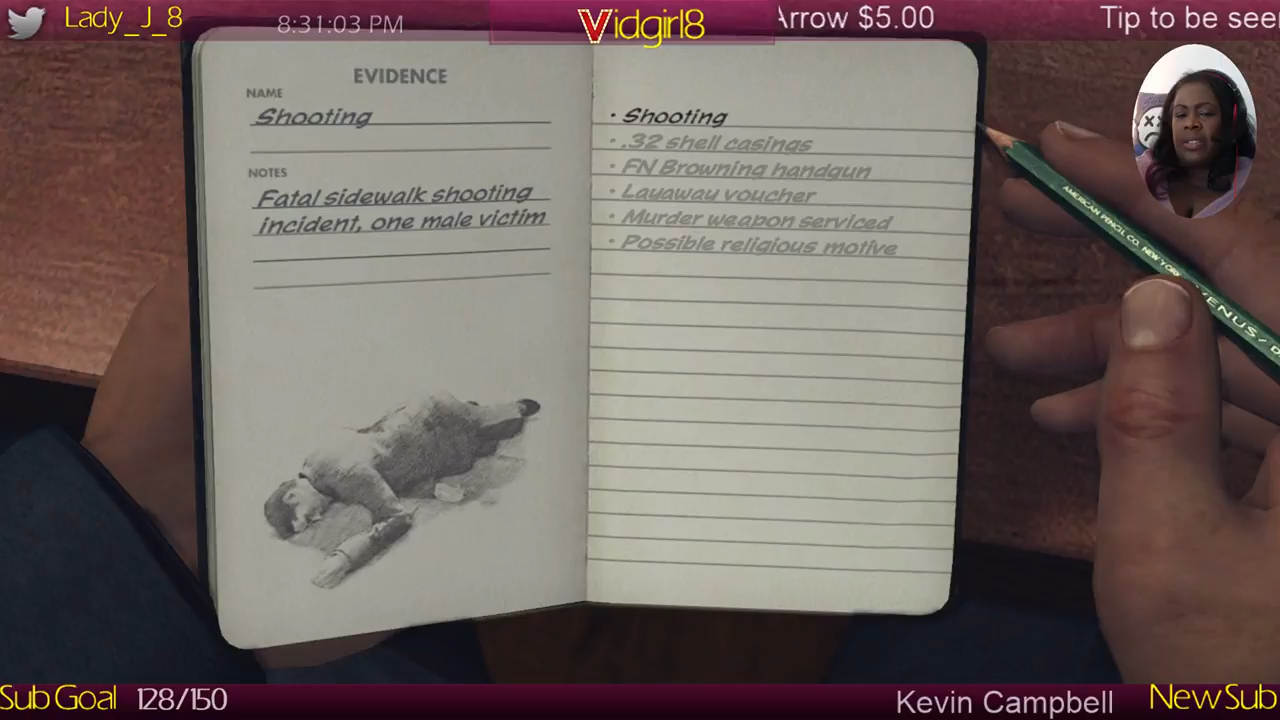 Lady_J_8
8:31:03 PM
Vidgirl8
Arrow $5.00
Tip to be see
EVIDENCE
NAME
Shooting
NOTES
Fatal sidewalk shooting
incident, one male victim
· Shooting
· .32 shell casings
· FN Browning handgun
· Layaway voucher
· Murder weapon serviced
· Possible religious motive
AMERICAN PENCIL CO. NEW YORK
VENUS
Sub Goal 128/150
Kevin Campbell
New Sub